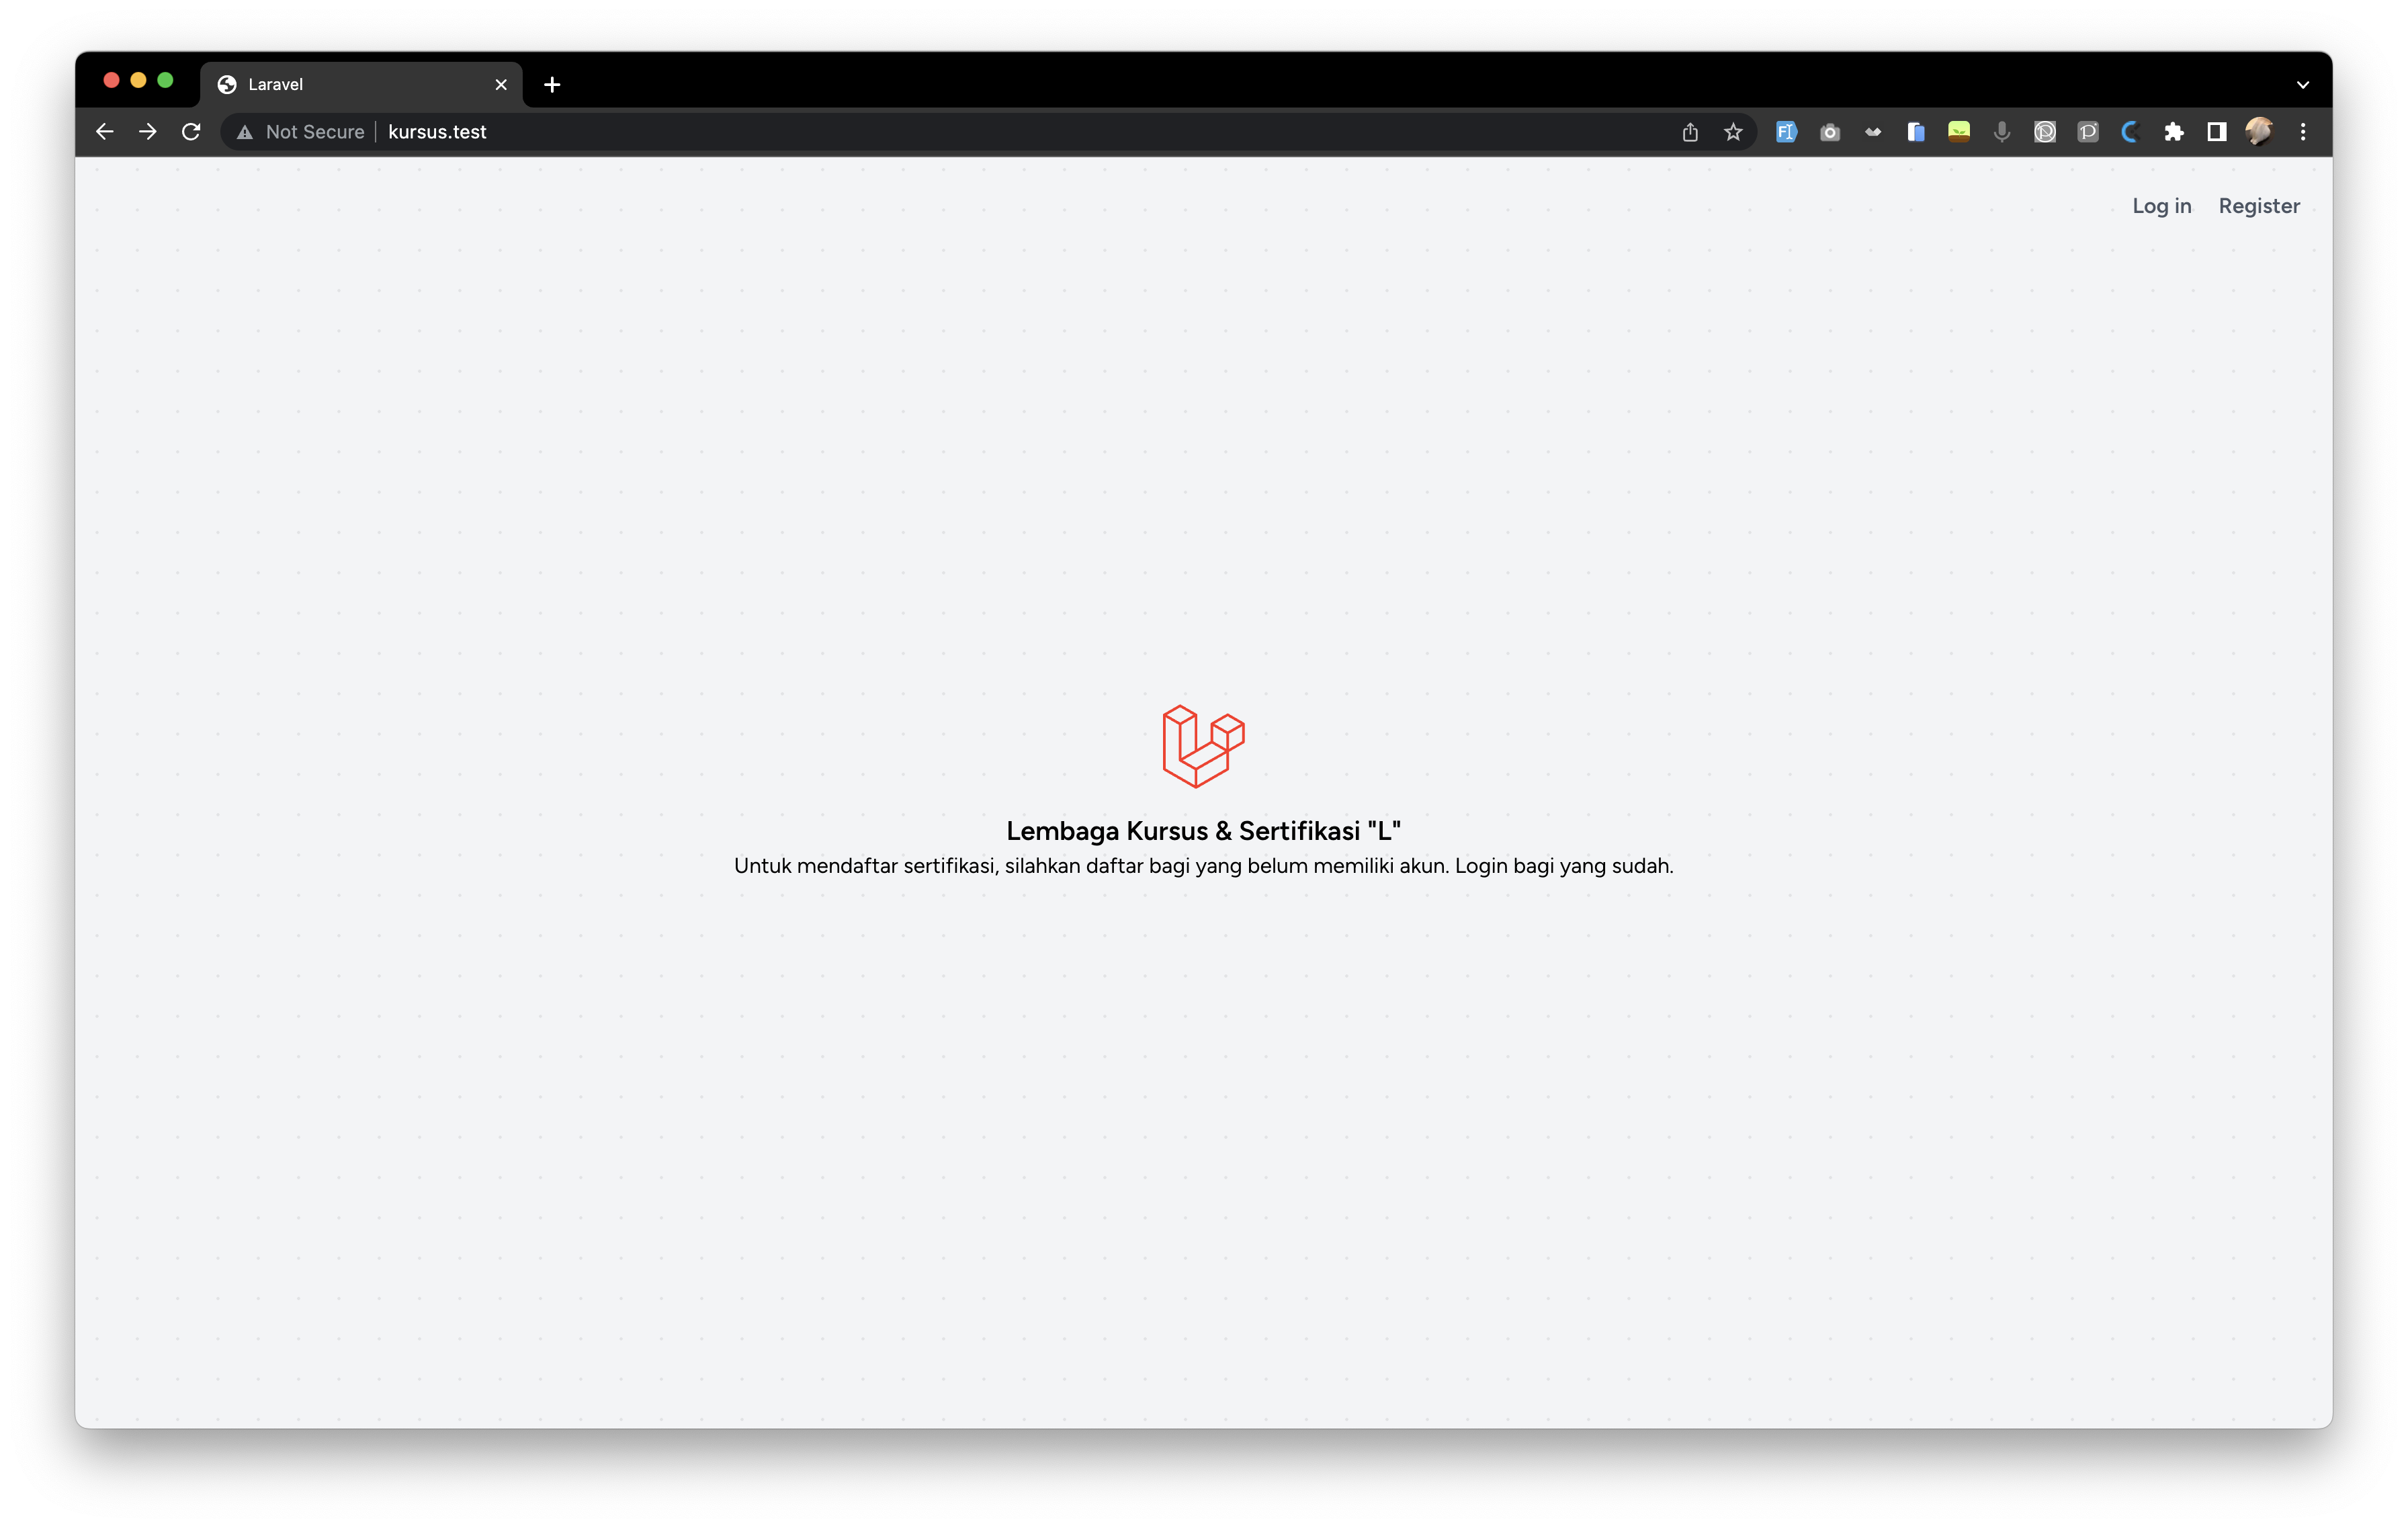 Laravel
Not Secure | kursus.test
Log in Register
Lembaga Kursus & Sertifikasi "L"
Untuk mendaftar sertifikasi, silahkan daftar bagi yang belum memiliki akun. Login bagi yang sudah.